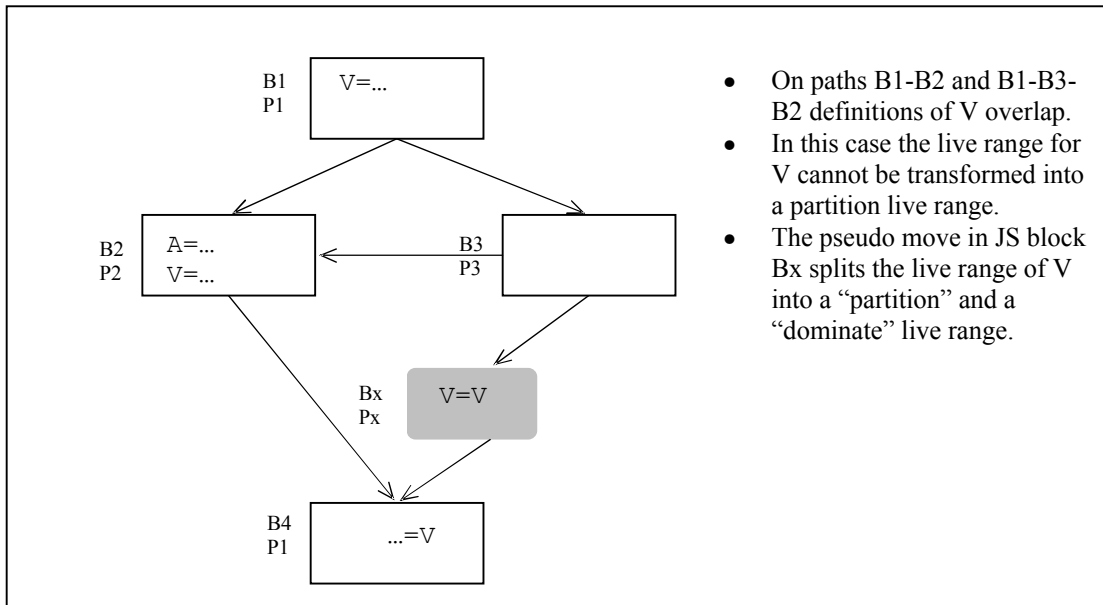 B1
P1
V=...
B2
P2
A=...
V=...
B3
P3
Bx
Px
V=V
B4
P1
...=V
• On paths B1-B2 and B1-B3-
B2 definitions of V overlap.
• In this case the live range for
V cannot be transformed into
a partition live range.
• The pseudo move in JS block
Bx splits the live range of V
into a “partition” and a
“dominate” live range.